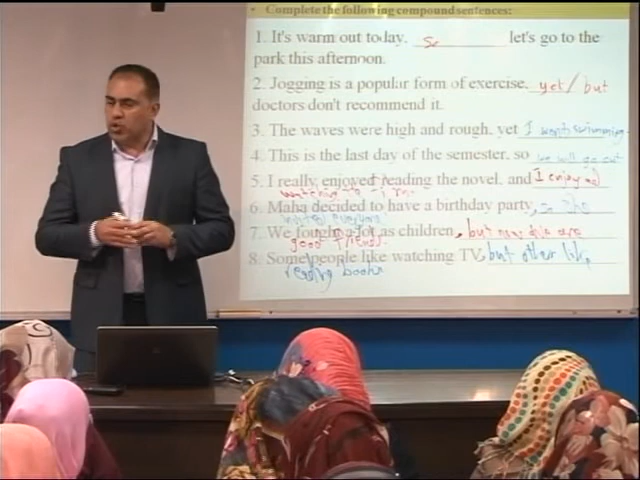 Complete the following compound sentences:
1. It's warm out today. so let's go to the
park this afternoon.
2. Jogging is a popular form of exercise. yet / but
doctors don't recommend it.
3. The waves were high and rough. yet I went swimming
4. This is the last day of the semester. so we will go out
5. I really enjoyed reading the novel. and I enjoyed
watching
6. Maha decided to have a birthday party, so she
invited everyone
7. We fought a lot as children, but now we are
good friends.
8. Some people like watching TV, but other like
reading books